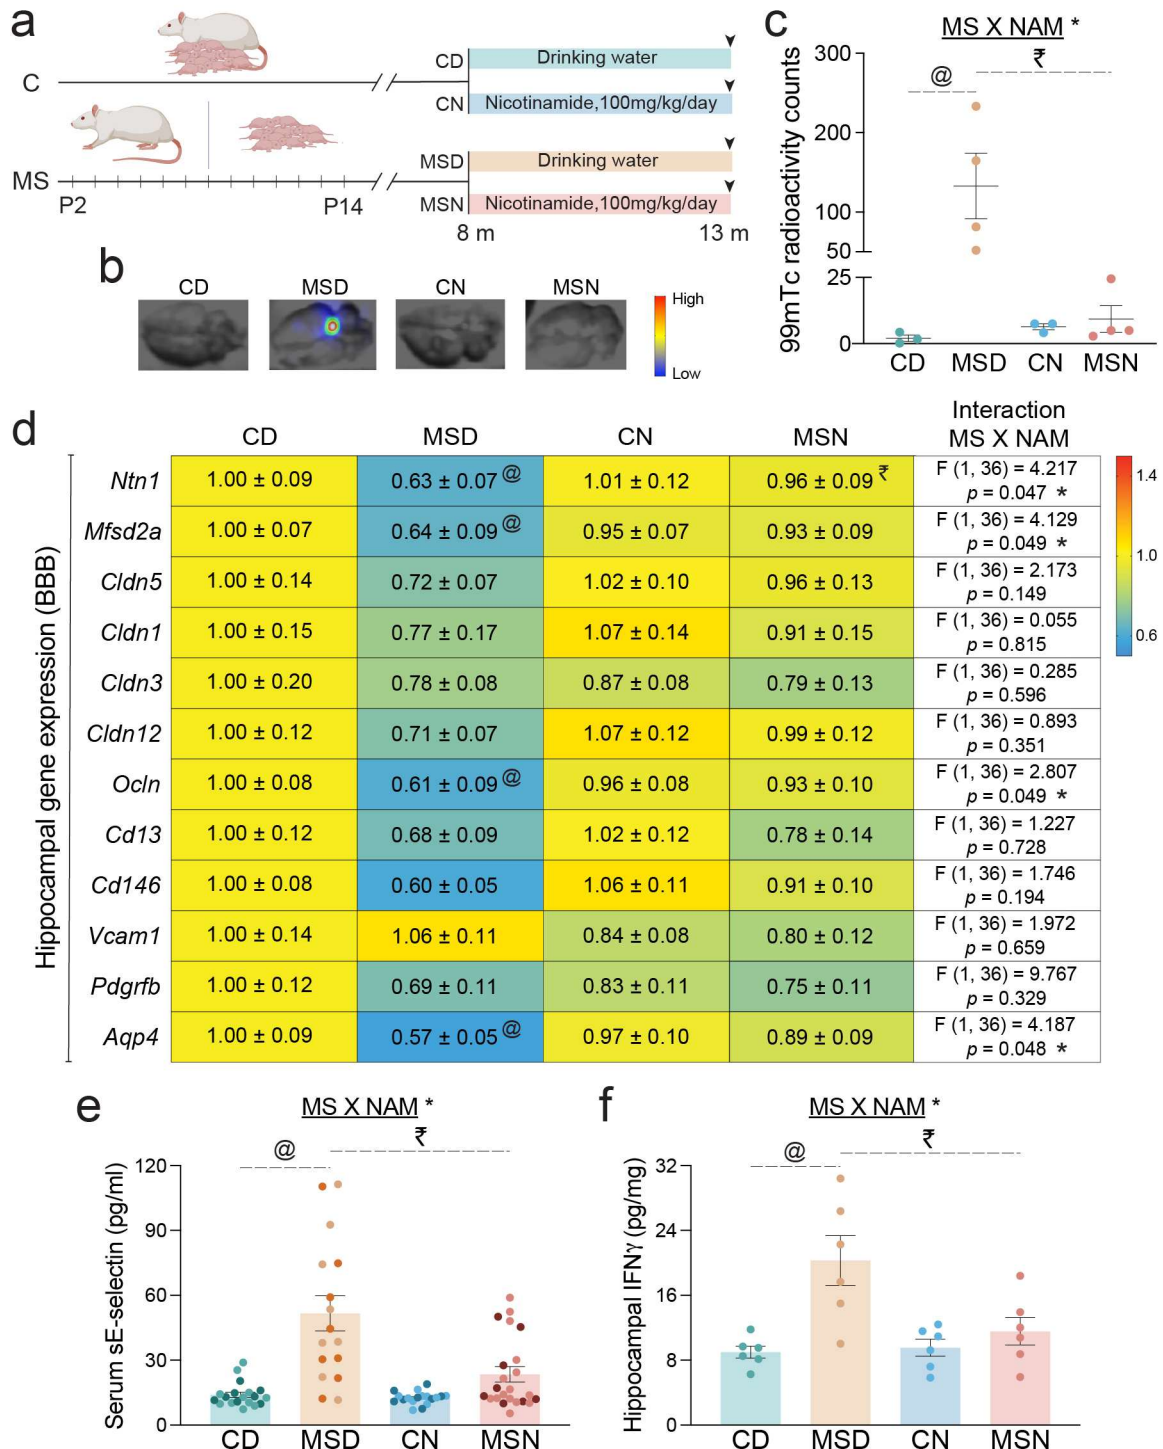 a
C
MS
P2
P14
CD
Drinking water
CN
Nicotinamide,100mg/kg/day
MSD
Drinking water
MSN
Nicotinamide,100mg/kg/day
8 m
13 m
b
CD
MSD
CN
MSN
High
Low
c
MS X NAM *
@
₹
99mTc radioactivity counts
300
200
100
50
25
0
CD
MSD
CN
MSN
d
CD MSD CN MSN Interaction MS X NAM
Hippocampal gene expression (BBB)
Ntn1 1.00 ± 0.09 0.63 ± 0.07 @ 1.01 ± 0.12 0.96 ± 0.09 ₹ F (1, 36) = 4.217
p = 0.047 *
Mfsd2a 1.00 ± 0.07 0.64 ± 0.09 @ 0.95 ± 0.07 0.93 ± 0.09 F (1, 36) = 4.129
p = 0.049 *
Cldn5 1.00 ± 0.14 0.72 ± 0.07 1.02 ± 0.10 0.96 ± 0.13 F (1, 36) = 2.173
p = 0.149
Cldn1 1.00 ± 0.15 0.77 ± 0.17 1.07 ± 0.14 0.91 ± 0.15 F (1, 36) = 0.055
p = 0.815
Cldn3 1.00 ± 0.20 0.78 ± 0.08 0.87 ± 0.08 0.79 ± 0.13 F (1, 36) = 0.285
p = 0.596
Cldn12 1.00 ± 0.12 0.71 ± 0.07 1.07 ± 0.12 0.99 ± 0.12 F (1, 36) = 0.893
p = 0.351
Ocln 1.00 ± 0.08 0.61 ± 0.09 @ 0.96 ± 0.08 0.93 ± 0.10 F (1, 36) = 2.807
p = 0.049 *
Cd13 1.00 ± 0.12 0.68 ± 0.09 1.02 ± 0.12 0.78 ± 0.14 F (1, 36) = 1.227
p = 0.728
Cd146 1.00 ± 0.08 0.60 ± 0.05 1.06 ± 0.11 0.91 ± 0.10 F (1, 36) = 1.746
p = 0.194
Vcam1 1.00 ± 0.14 1.06 ± 0.11 0.84 ± 0.08 0.80 ± 0.12 F (1, 36) = 1.972
p = 0.659
Pdgrfb 1.00 ± 0.12 0.69 ± 0.11 0.83 ± 0.11 0.75 ± 0.11 F (1, 36) = 9.767
p = 0.329
Aqp4 1.00 ± 0.09 0.57 ± 0.05 @ 0.97 ± 0.10 0.89 ± 0.09 F (1, 36) = 4.187
p = 0.048 *
1.4
1.0
0.6
e
MS X NAM *
@
₹
Serum sE-selectin (pg/ml)
120
90
60
30
0
CD
MSD
CN
MSN
f
MS X NAM *
@
₹
Hippocampal IFNγ (pg/mg)
32
24
16
8
0
CD
MSD
CN
MSN